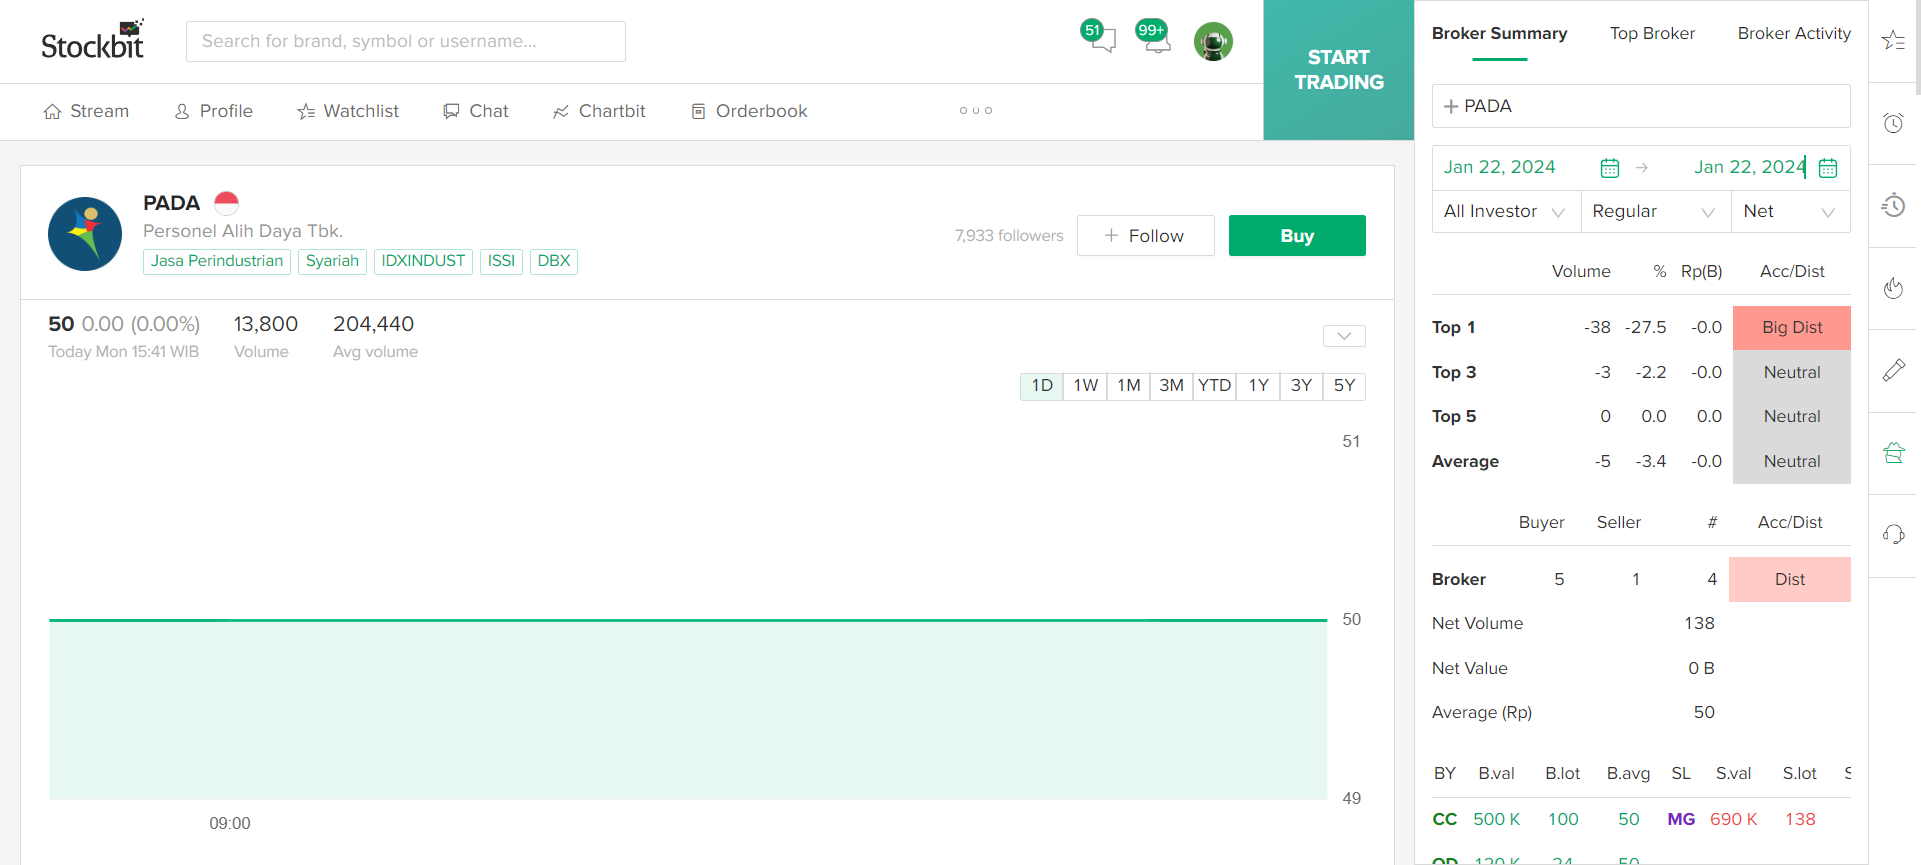 Stockbit
Search for brand, symbol or username...
51
99+
START
TRADING
Stream
Profile
Watchlist
Chat
Chartbit
Orderbook
PADA
Personel Alih Daya Tbk.
Jasa Perindustrian
Syariah
IDXINDUST
ISSI
DBX
7,933 followers
+ Follow
Buy
50 0.00 (0.00%)
Today Mon 15:41 WIB
13,800
Volume
204,440
Avg volume
1D 1W 1M 3M YTD 1Y 3Y 5Y
51
50
49
09:00
Broker Summary Top Broker Broker Activity
+ PADA
Jan 22, 2024 → Jan 22, 2024
All Investor Regular Net
Volume % Rp(B) Acc/Dist
Top 1 -38 -27.5 -0.0 Big Dist
Top 3 -3 -2.2 -0.0 Neutral
Top 5 0 0.0 0.0 Neutral
Average -5 -3.4 -0.0 Neutral
Buyer Seller # Acc/Dist
Broker 5 1 4 Dist
Net Volume 138
Net Value 0 B
Average (Rp) 50
BY B.val B.lot B.avg SL S.val S.lot
CC 500 K 100 50 MG 690 K 138